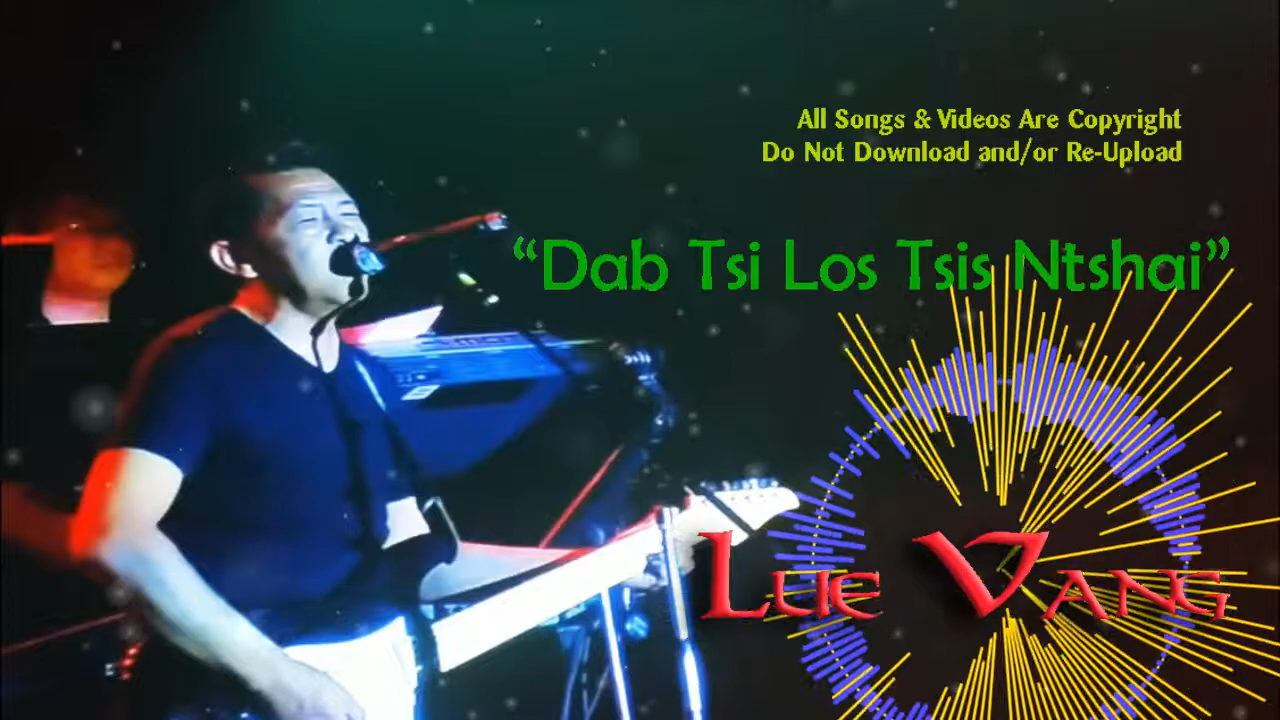 All Songs & Videos Are Copyright
Do Not Download and/or Re-Upload
“Dab Tsi Los Tsis Ntshai”
Lue Vang